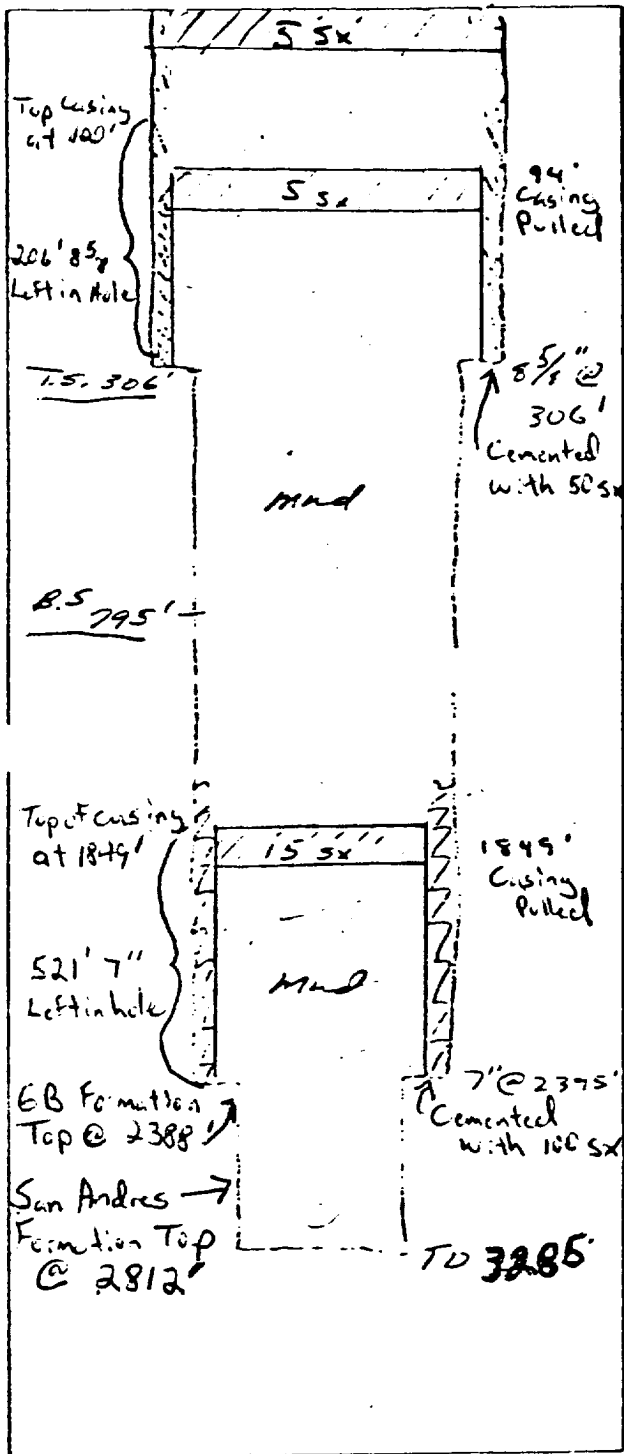 5 sx
Top Casing
at 100'
94'
Casing
Pulled
5 sx
206' 8 5/8
Left in Hole
T.S. 306'
8 5/8" @
306'
Cemented
with 50 sx
mud
B.S 795'
Top of casing
at 1849'
15 sx
1849'
Casing
Pulled
521' 7"
Left in hole
mud
GB Formation
Top @ 2388'
7" @ 2395'
Cemented
with 100 sx
San Andres
Formation Top
@ 2812'
TD 3285'